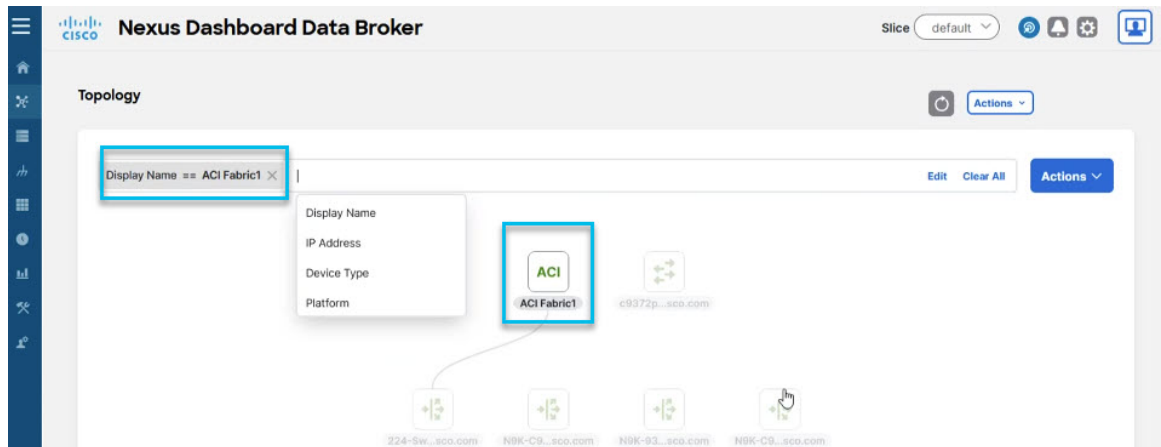 CISCO Nexus Dashboard Data Broker Slice default
Topology Actions
Display Name == ACI Fabric1 Edit Clear All Actions
Display Name
IP Address
Device Type
Platform
ACI
ACI Fabric1 c9372p...sco.com
224-Sw...sco.com N9K-C9...sco.com N9K-93...sco.com N9K-C9...sco.com